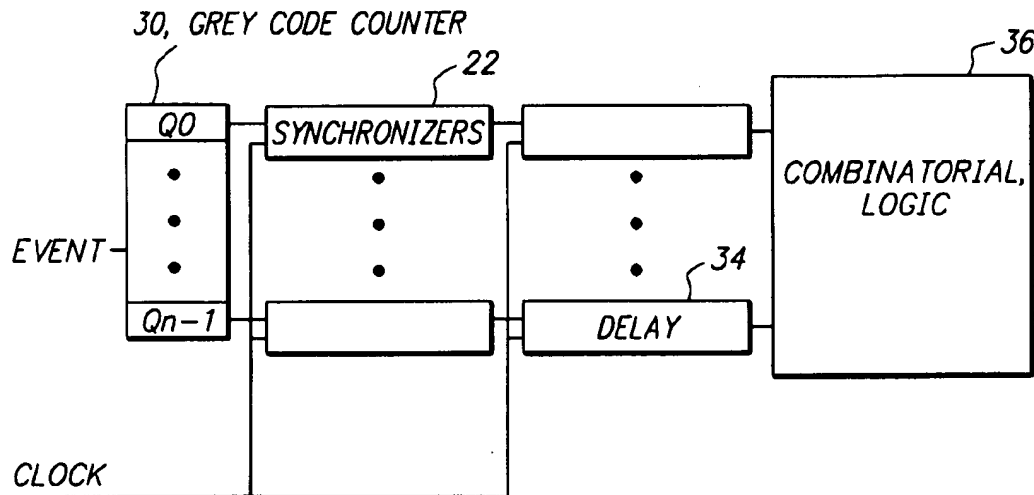 30, GREY CODE COUNTER
22
36
Q0
SYNCHRONIZERS
COMBINATORIAL,
LOGIC
EVENT
34
Qn-1
DELAY
CLOCK